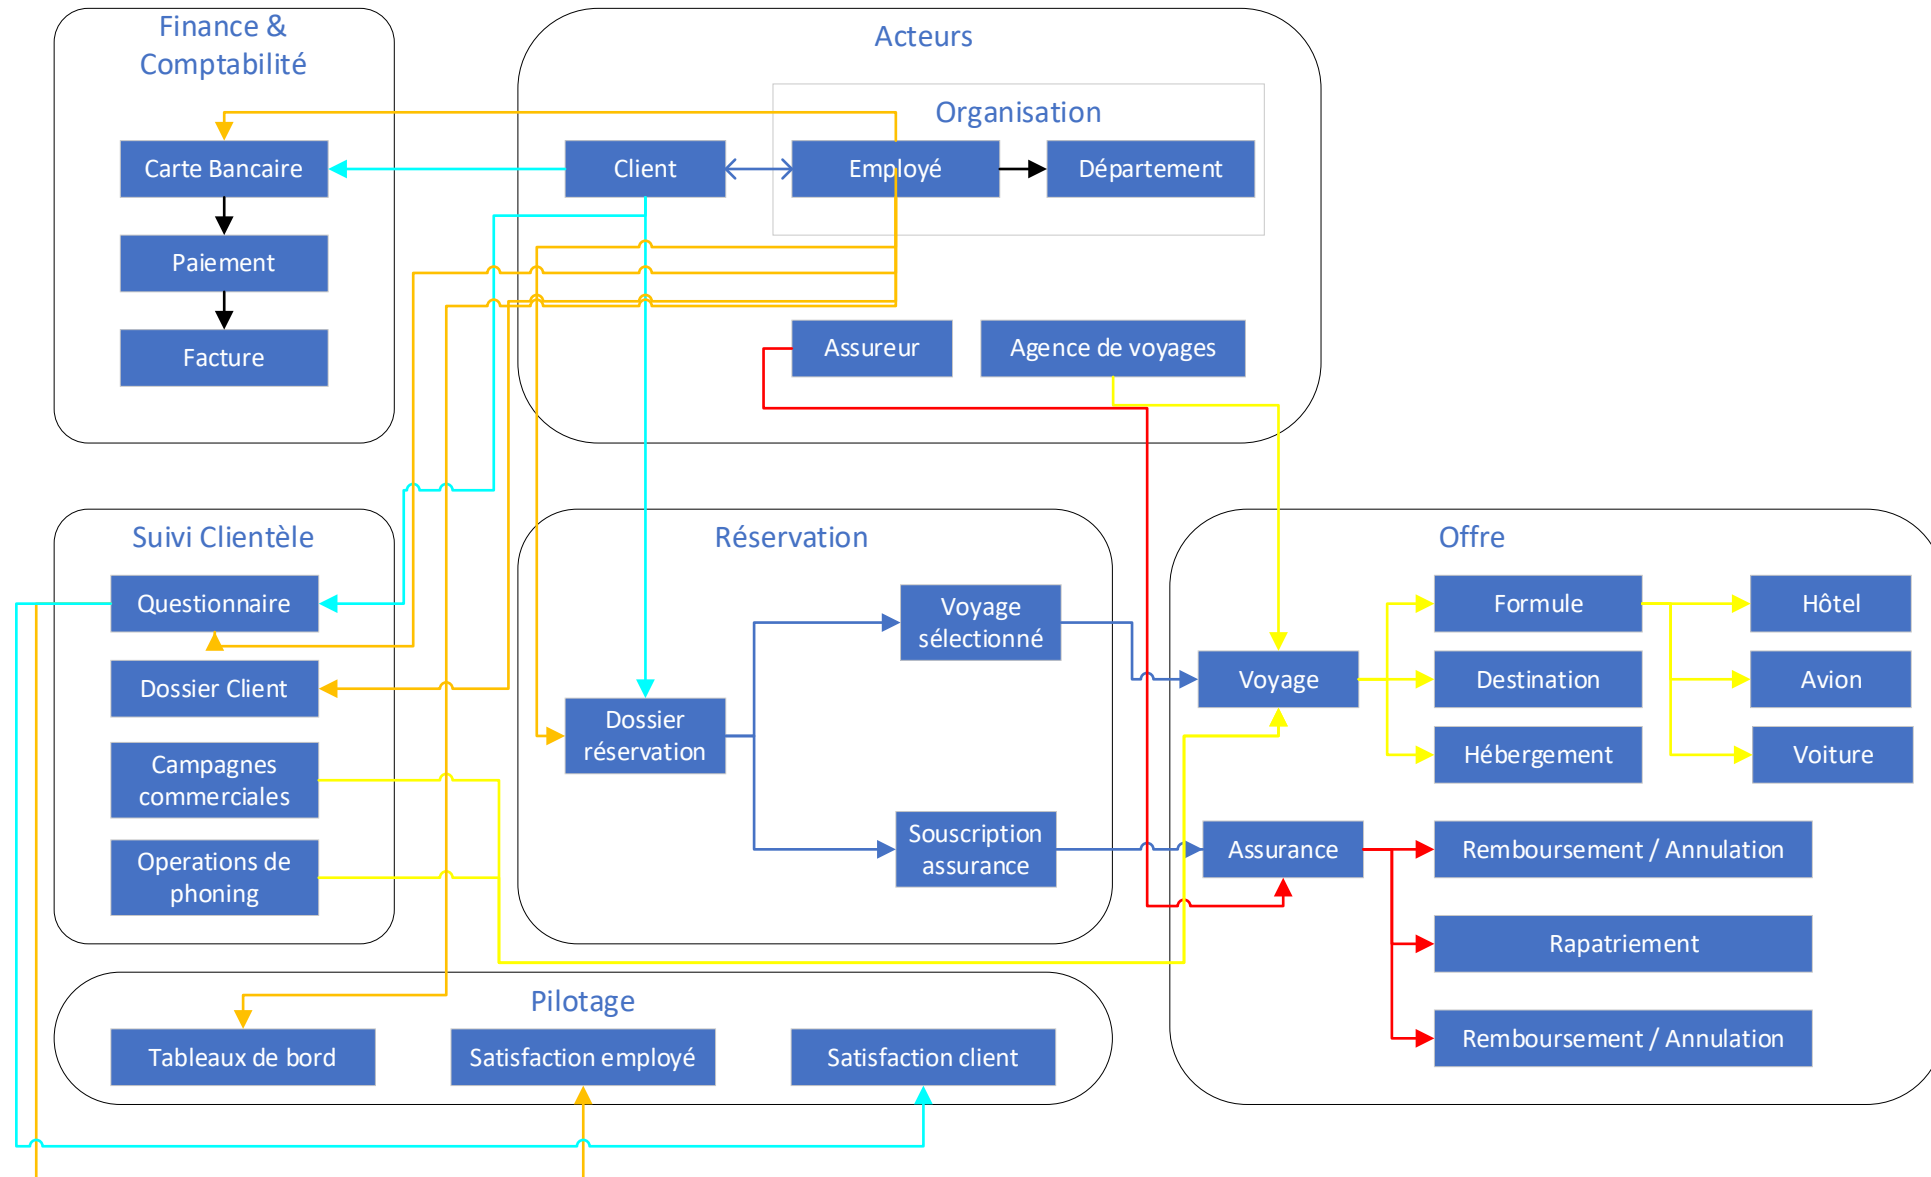 Finance &
Comptabilité
Carte Bancaire
Paiement
Facture
Acteurs
Organisation
Client
Employé
Département
Assureur
Agence de voyages
Suivi Clientèle
Questionnaire
Dossier Client
Campagnes
commerciales
Operations de
phoning
Réservation
Voyage
sélectionné
Dossier
réservation
Souscription
assurance
Offre
Formule
Hôtel
Voyage
Destination
Avion
Hébergement
Voiture
Assurance
Remboursement / Annulation
Rapatriement
Remboursement / Annulation
Pilotage
Tableaux de bord
Satisfaction employé
Satisfaction client